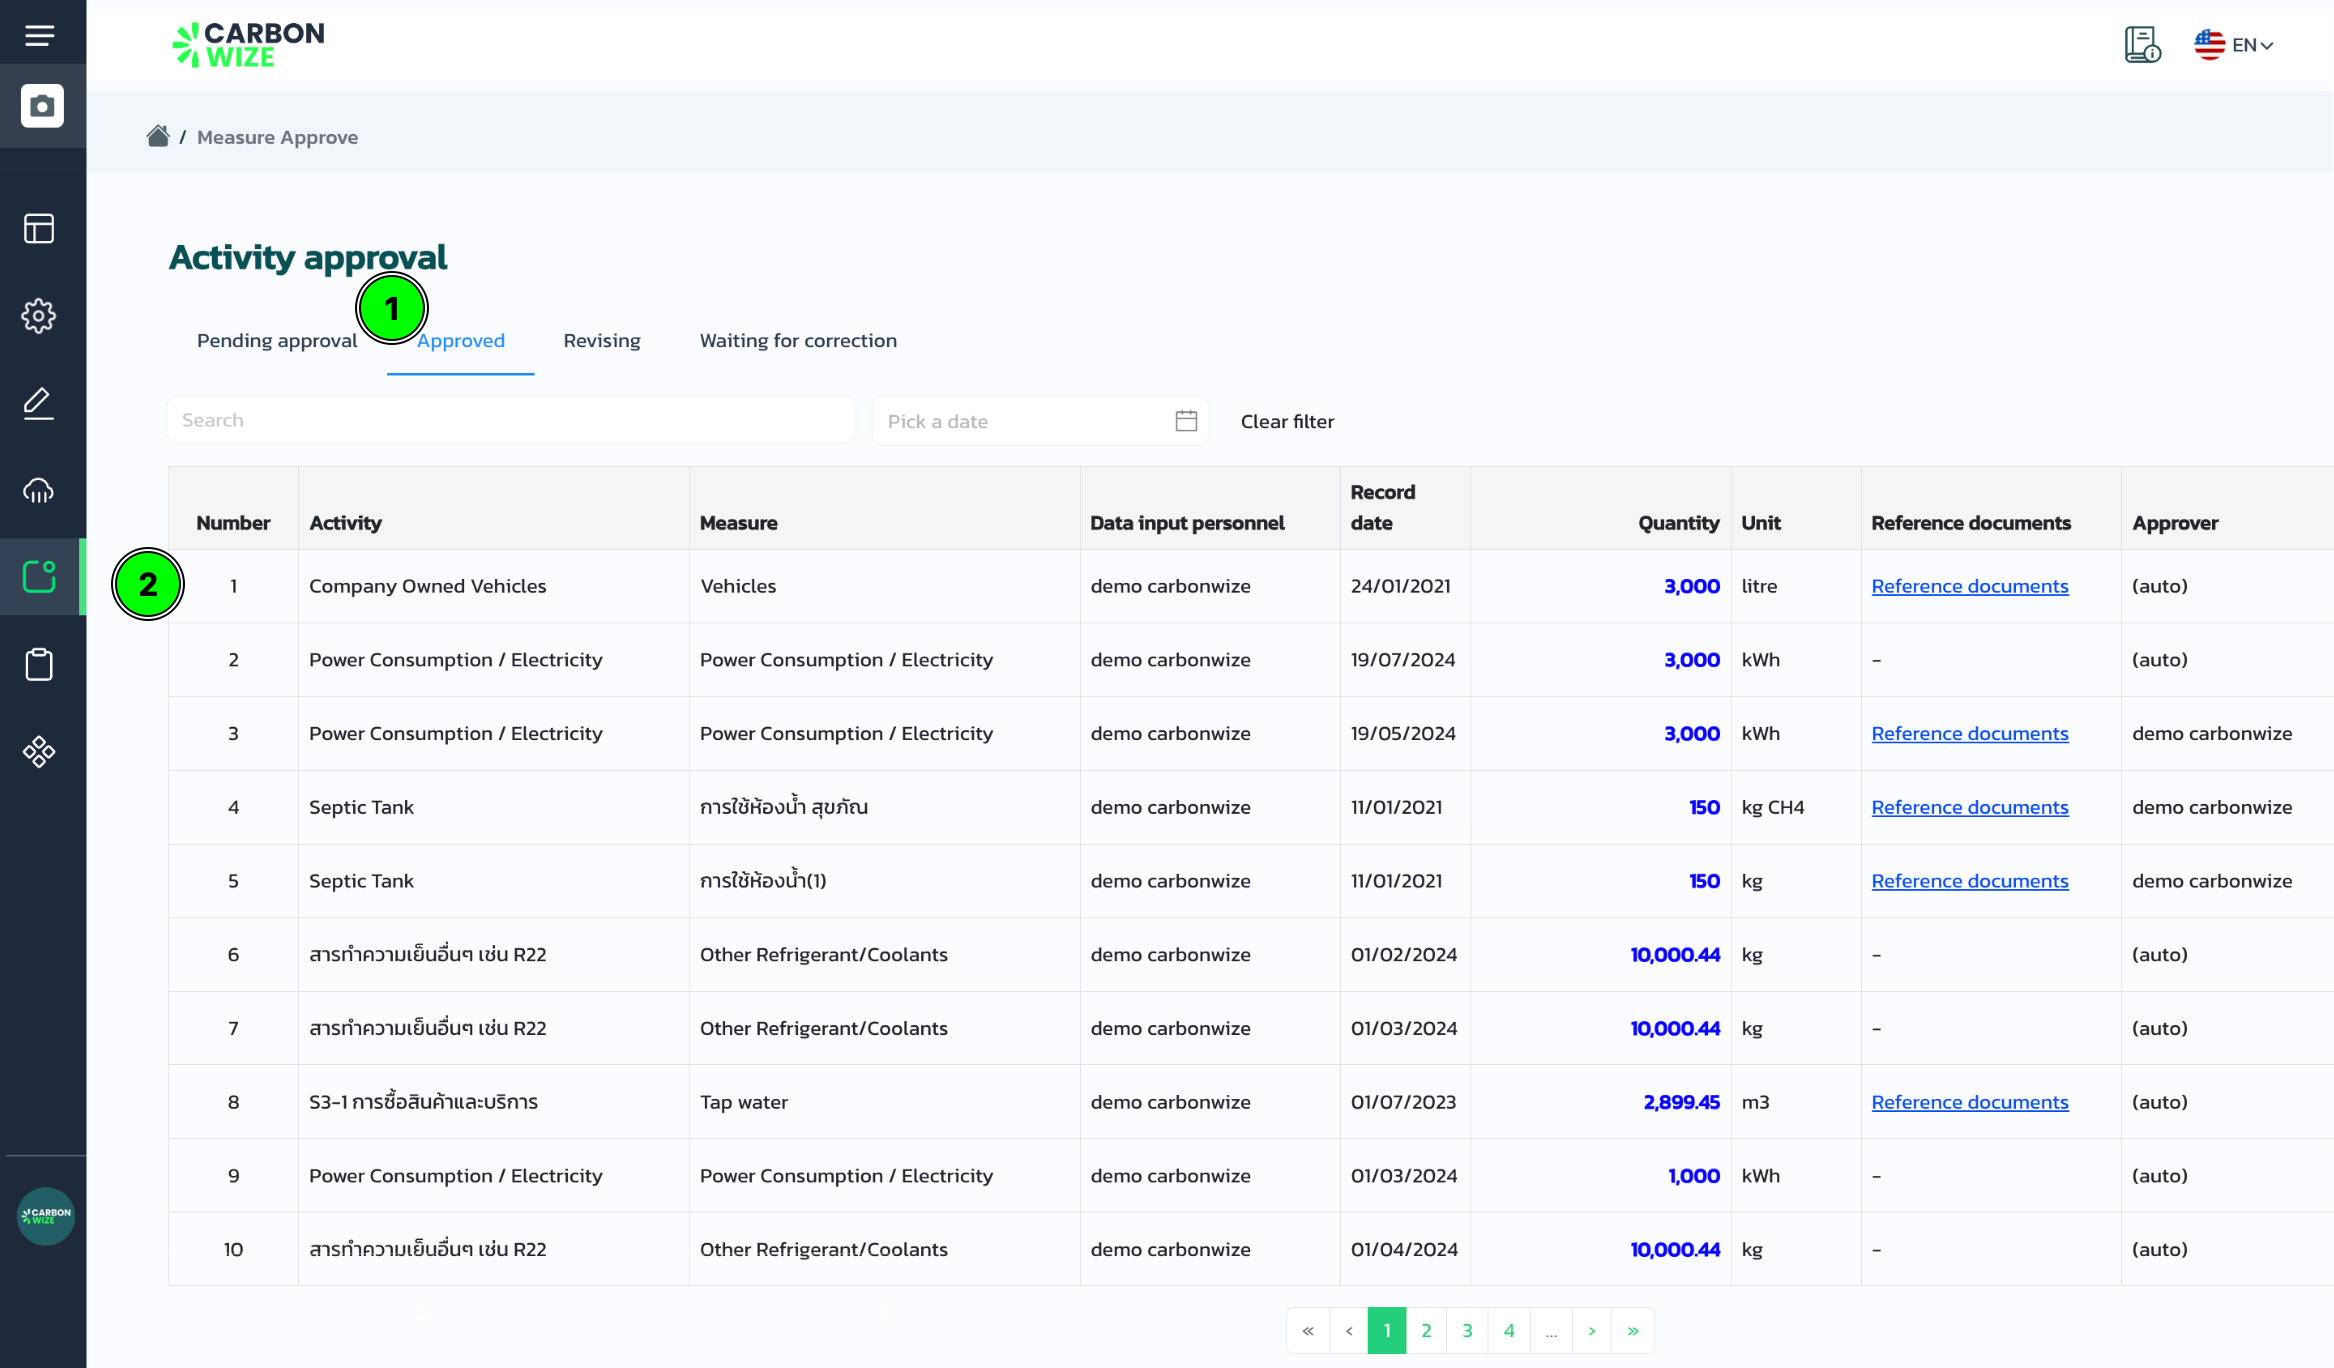 CARBON
WIZE
EN
/ Measure Approve
Activity approval
1
Pending approval Approved Revising Waiting for correction
Search Pick a date Clear filter
Number Activity Measure Data input personnel Record date Quantity Unit Reference documents Approver
2
1 Company Owned Vehicles Vehicles demo carbonwize 24/01/2021 3,000 litre Reference documents (auto)
2 Power Consumption / Electricity Power Consumption / Electricity demo carbonwize 19/07/2024 3,000 kWh - (auto)
3 Power Consumption / Electricity Power Consumption / Electricity demo carbonwize 19/05/2024 3,000 kWh Reference documents demo carbonwize
4 Septic Tank การใช้ห้องน้ำ สุขภัณ demo carbonwize 11/01/2021 150 kg CH4 Reference documents demo carbonwize
5 Septic Tank การใช้ห้องน้ำ(1) demo carbonwize 11/01/2021 150 kg Reference documents demo carbonwize
6 สารทำความเย็นอื่นๆ เช่น R22 Other Refrigerant/Coolants demo carbonwize 01/02/2024 10,000.44 kg - (auto)
7 สารทำความเย็นอื่นๆ เช่น R22 Other Refrigerant/Coolants demo carbonwize 01/03/2024 10,000.44 kg - (auto)
8 S3-1 การซื้อสินค้าและบริการ Tap water demo carbonwize 01/07/2023 2,899.45 m3 Reference documents (auto)
9 Power Consumption / Electricity Power Consumption / Electricity demo carbonwize 01/03/2024 1,000 kWh - (auto)
10 สารทำความเย็นอื่นๆ เช่น R22 Other Refrigerant/Coolants demo carbonwize 01/04/2024 10,000.44 kg - (auto)
CARBON
WIZE
« ‹ 1 2 3 4 ... › »